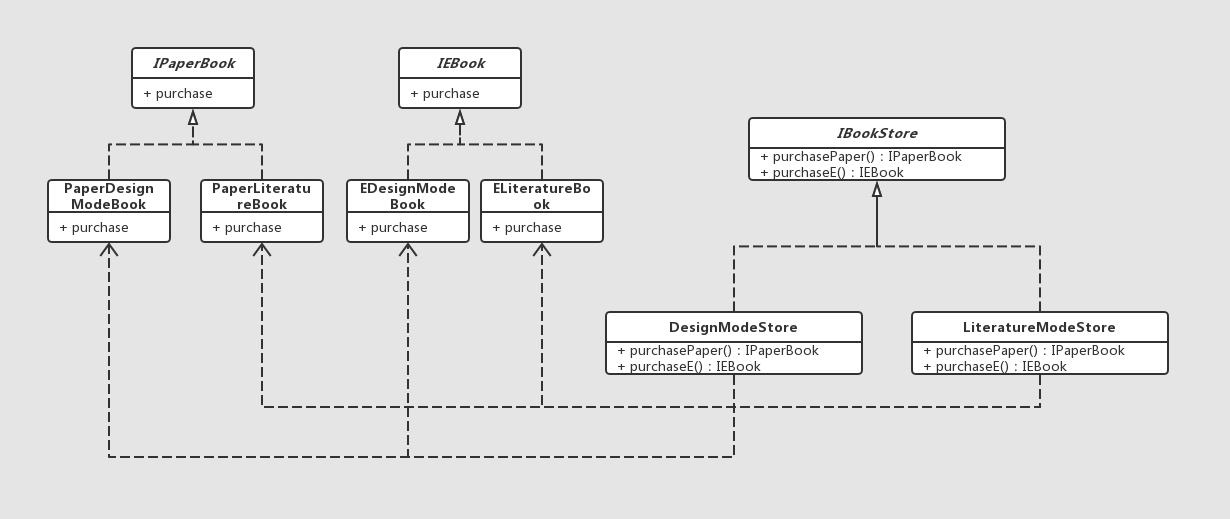 IPaperBook
+ purchase
IEBook
+ purchase
IBookStore
+ purchasePaper() : IPaperBook
+ purchaseE() : IEBook
PaperDesign
ModeBook
+ purchase
PaperLiteratu
reBook
+ purchase
EDesignMode
Book
+ purchase
ELiteratureBo
ok
+ purchase
DesignModeStore
+ purchasePaper() : IPaperBook
+ purchaseE() : IEBook
LiteratureModeStore
+ purchasePaper() : IPaperBook
+ purchaseE() : IEBook